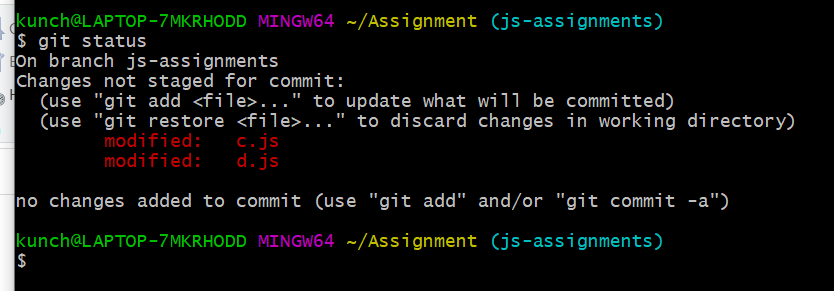 kunch@LAPTOP-7MKRHODD MINGW64 ~/Assignment (js-assignments)
$ git status
On branch js-assignments
Changes not staged for commit:
  (use "git add <file>..." to update what will be committed)
  (use "git restore <file>..." to discard changes in working directory)
        modified:   c.js
        modified:   d.js

no changes added to commit (use "git add" and/or "git commit -a")

kunch@LAPTOP-7MKRHODD MINGW64 ~/Assignment (js-assignments)
$